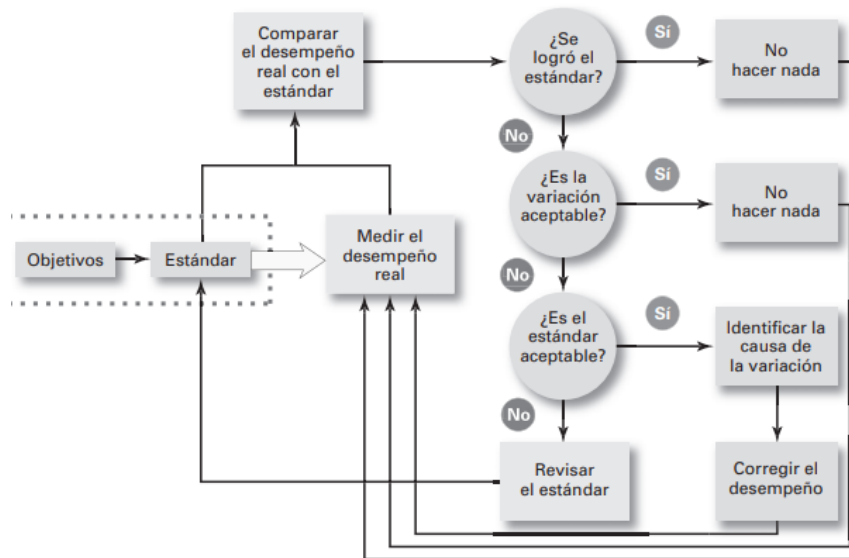 Comparar
el desempeño
real con el
estándar
¿Se
logró el
estándar?
Sí
No
hacer nada
No
¿Es la
variación
aceptable?
Sí
No
hacer nada
Objetivos
Estándar
Medir el
desempeño
real
No
¿Es el
estándar
aceptable?
Sí
Identificar la
causa de
la variación
No
Revisar
el estándar
Corregir el
desempeño